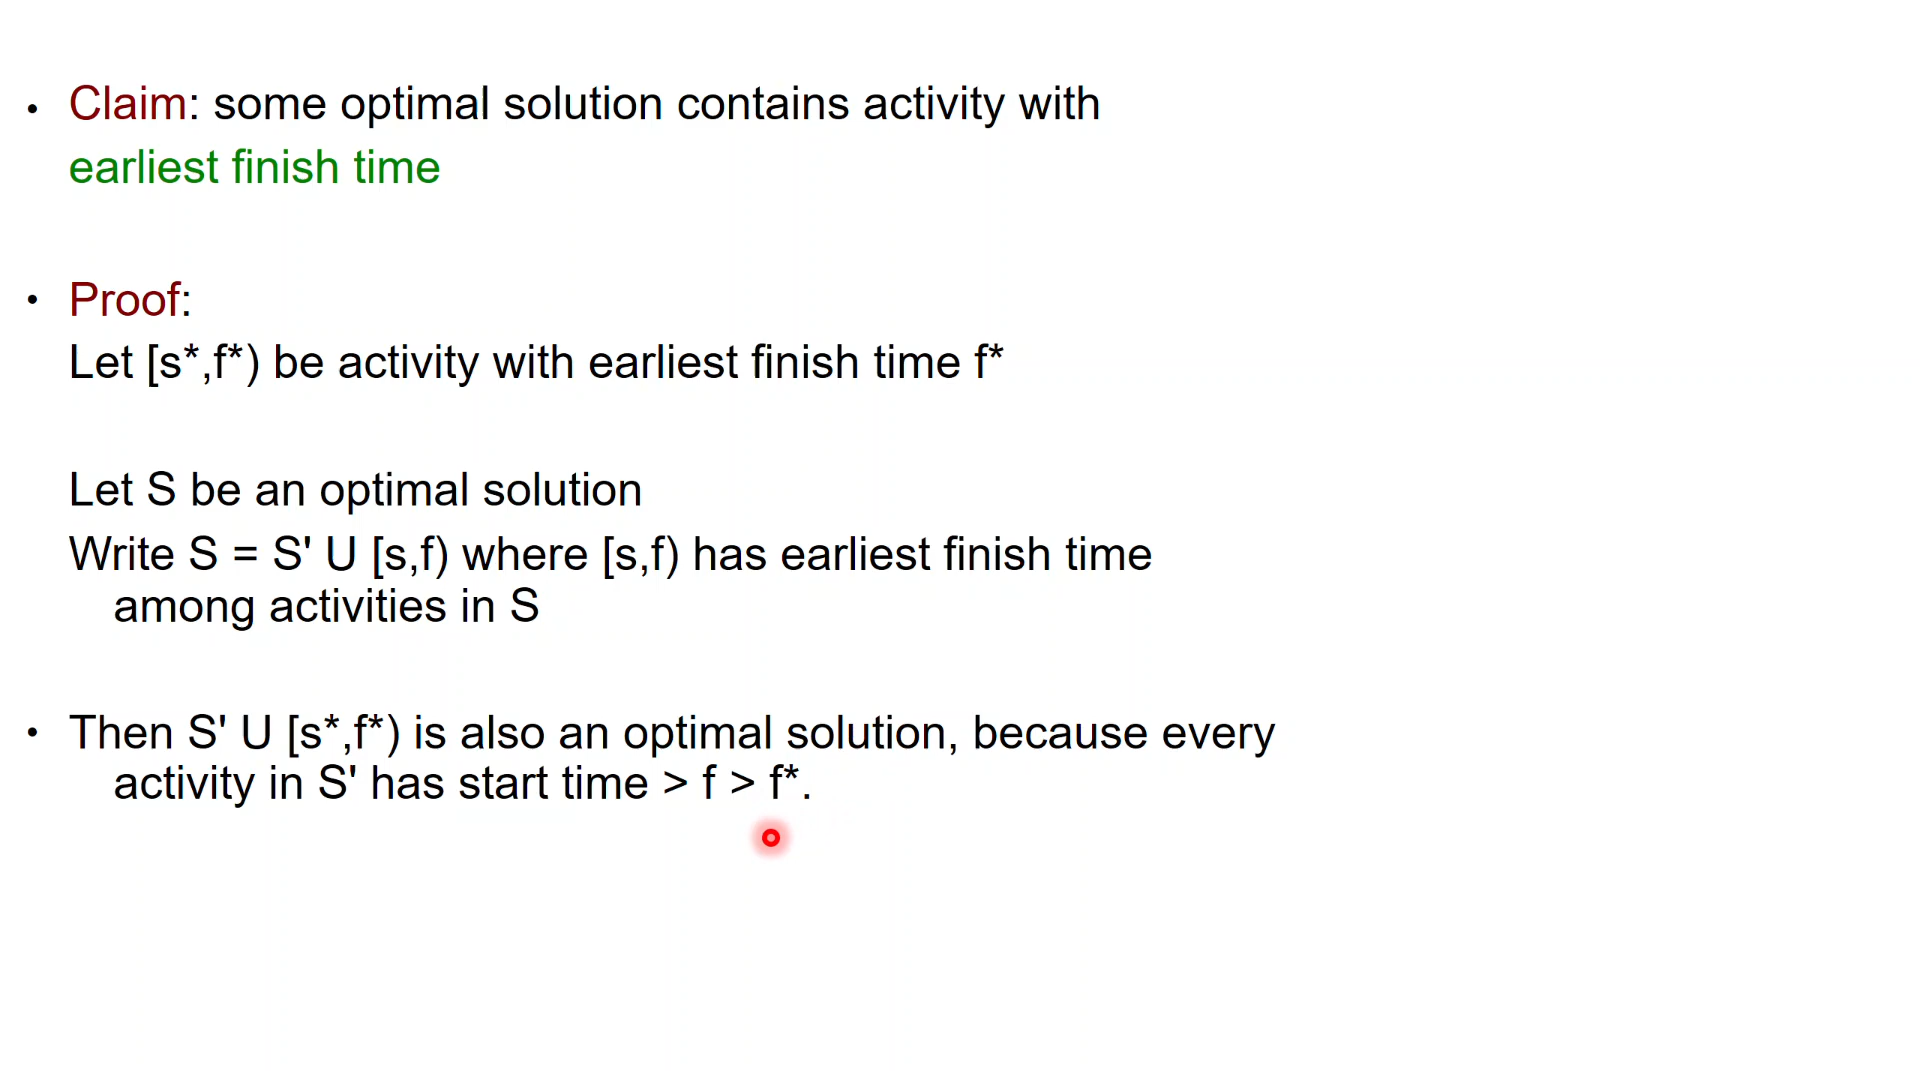 • Claim: some optimal solution contains activity with
earliest finish time
• Proof:
Let [s*,f*) be activity with earliest finish time f*
Let S be an optimal solution
Write S = S' U [s,f) where [s,f) has earliest finish time
among activities in S
• Then S' U [s*,f*) is also an optimal solution, because every
activity in S' has start time > f > f*.